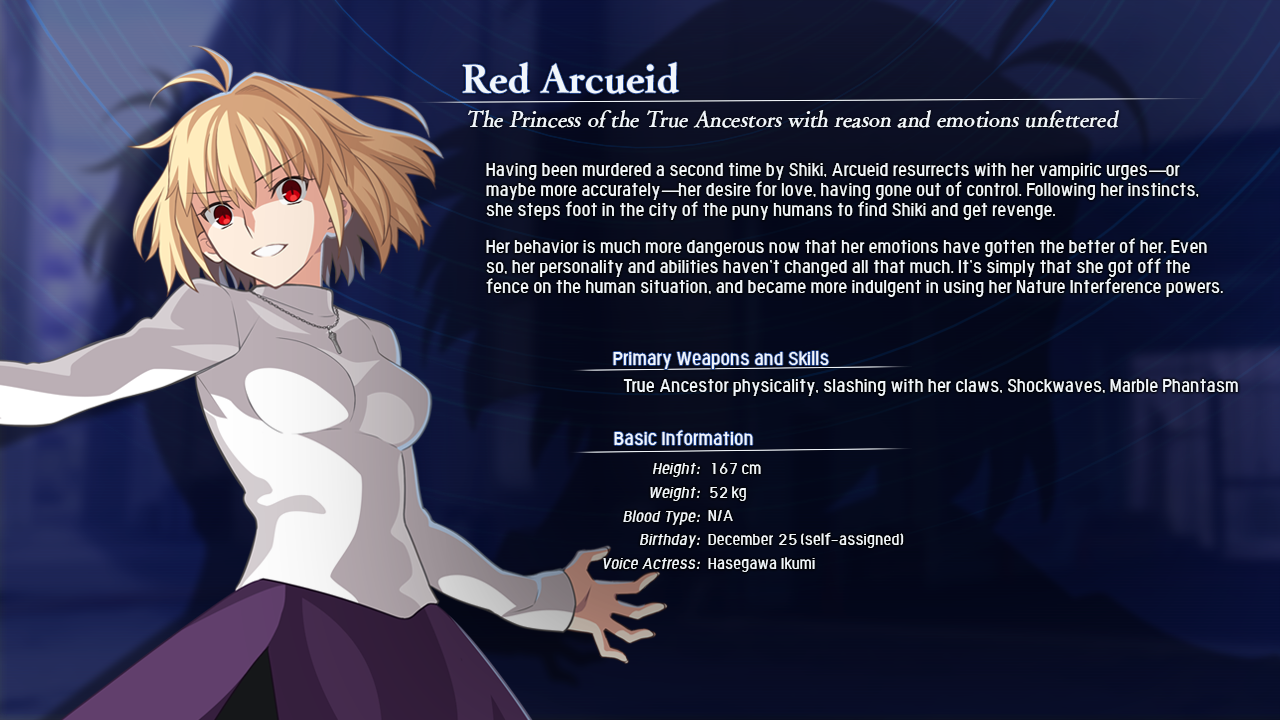 Red Arcueid
The Princess of the True Ancestors with reason and emotions unfettered
Having been murdered a second time by Shiki, Arcueid resurrects with her vampiric urges—or
maybe more accurately—her desire for love, having gone out of control. Following her instincts,
she steps foot in the city of the puny humans to find Shiki and get revenge.
Her behavior is much more dangerous now that her emotions have gotten the better of her. Even
so, her personality and abilities haven't changed all that much. It's simply that she got off the
fence on the human situation, and became more indulgent in using her Nature Interference powers.
Primary Weapons and Skills
True Ancestor physicality, slashing with her claws, Shockwaves, Marble Phantasm
Basic Information
Height: 167 cm
Weight: 52 kg
Blood Type: N/A
Birthday: December 25 (self-assigned)
Voice Actress: Hasegawa Ikumi